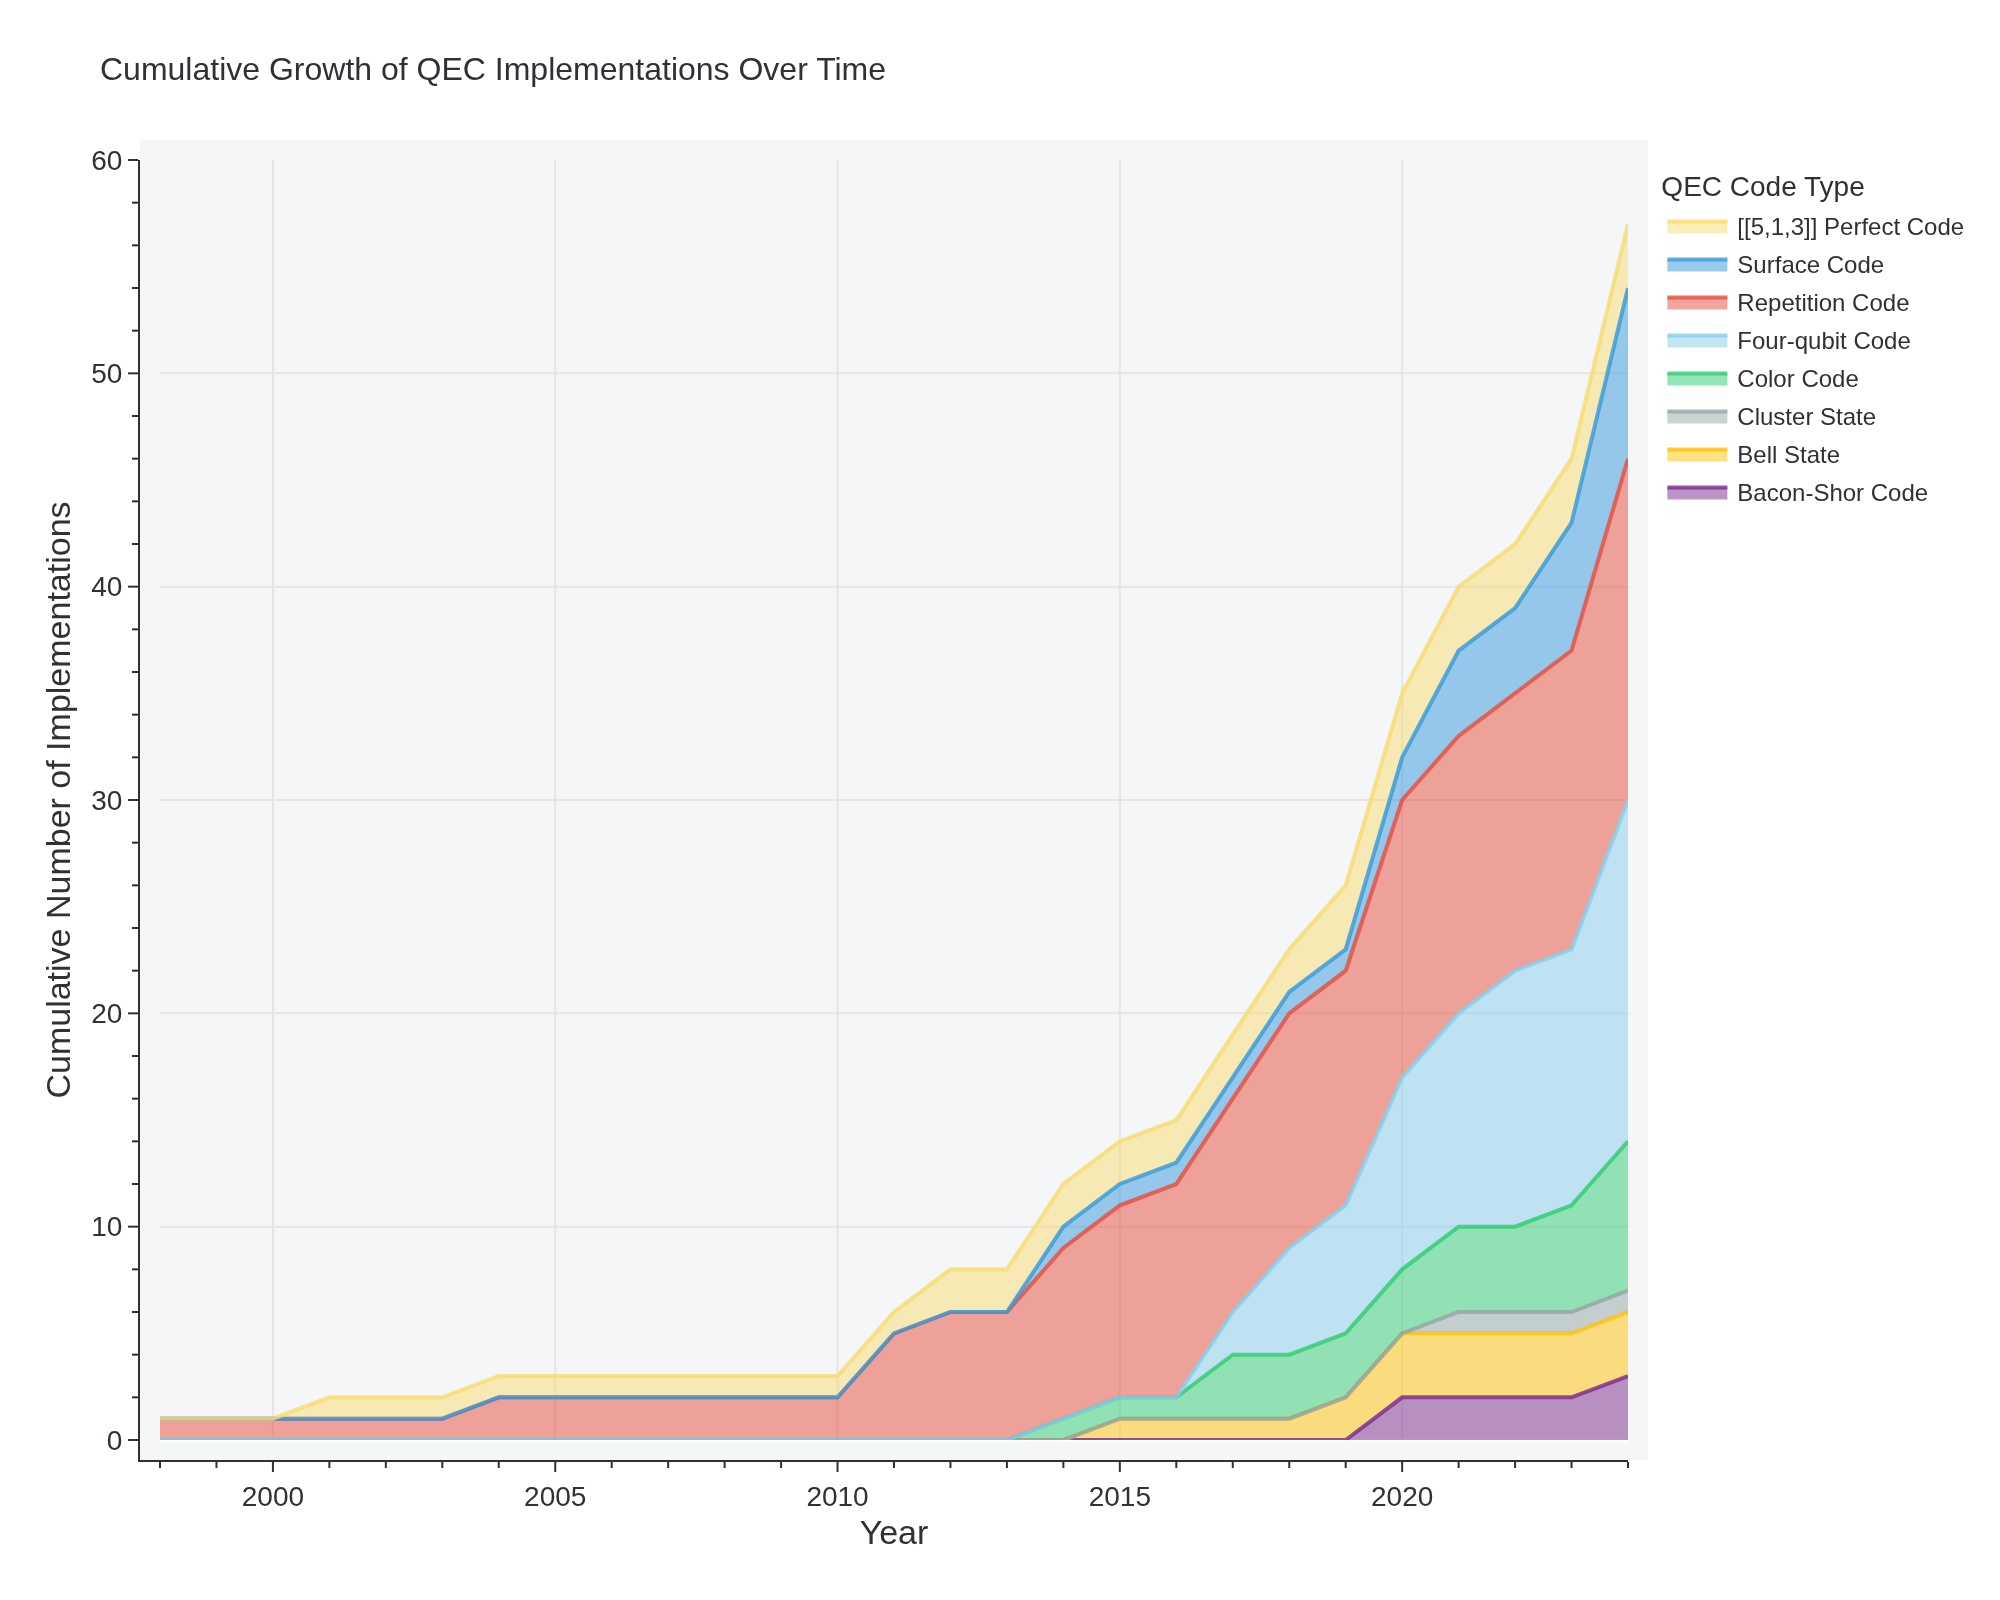 Cumulative Growth of QEC Implementations Over Time
60
50
40
30
20
10
0
Cumulative Number of Implementations
2000 2005 2010 2015 2020
Year
QEC Code Type
[[5,1,3]] Perfect Code
Surface Code
Repetition Code
Four-qubit Code
Color Code
Cluster State
Bell State
Bacon-Shor Code